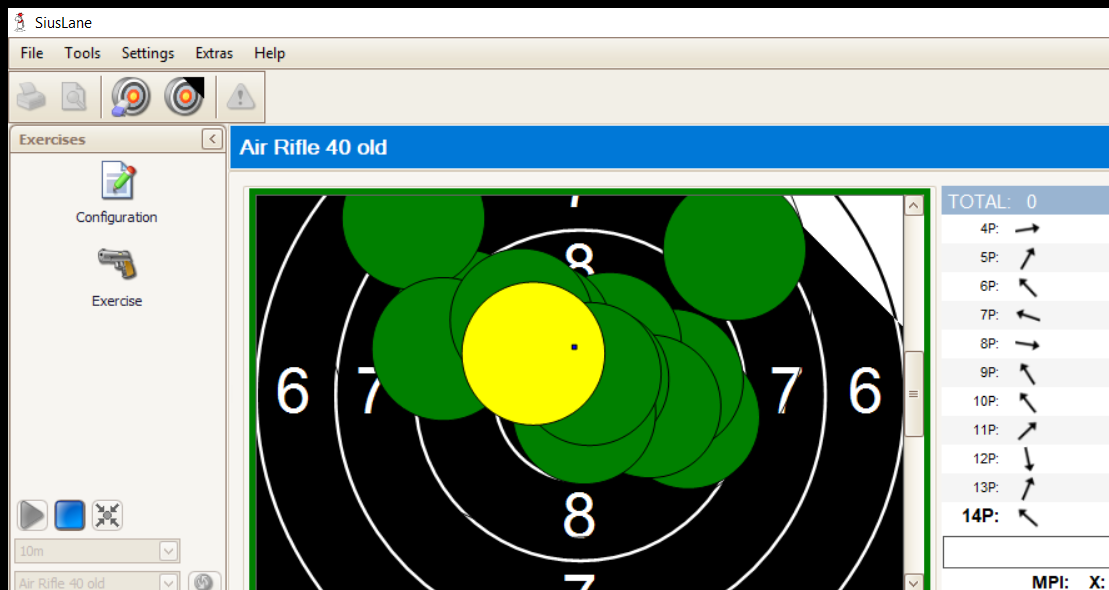 SiusLane
File Tools Settings Extras Help
Exercises
Air Rifle 40 old
Configuration
Exercise
7
8
6 7 7 6
8
7
10m
Air Rifle 40 old
TOTAL: 0
4P:
5P:
6P:
7P:
8P:
9P:
10P:
11P:
12P:
13P:
14P:
MPI: X: